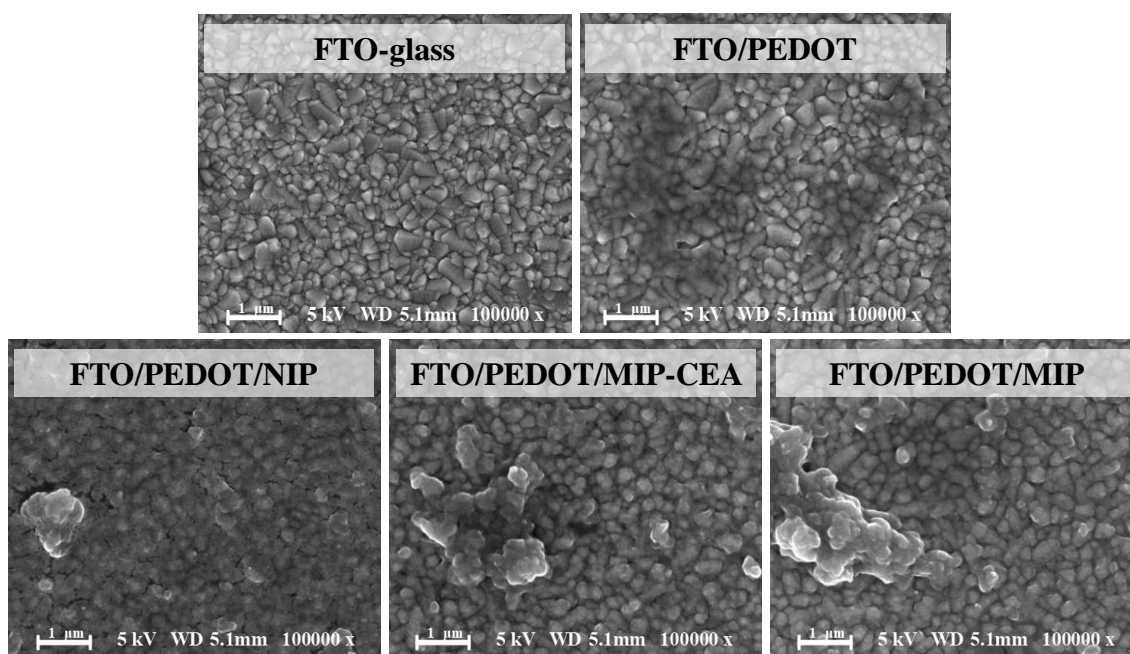 FTO-glass
1 µm 5 kV WD 5.1mm 100000 x
FTO/PEDOT
1 µm 5 kV WD 5.1mm 100000 x
FTO/PEDOT/NIP
1 µm 5 kV WD 5.1mm 100000 x
FTO/PEDOT/MIP-CEA
1 µm 5 kV WD 5.1mm 100000 x
FTO/PEDOT/MIP
1 µm 5 kV WD 5.1mm 100000 x